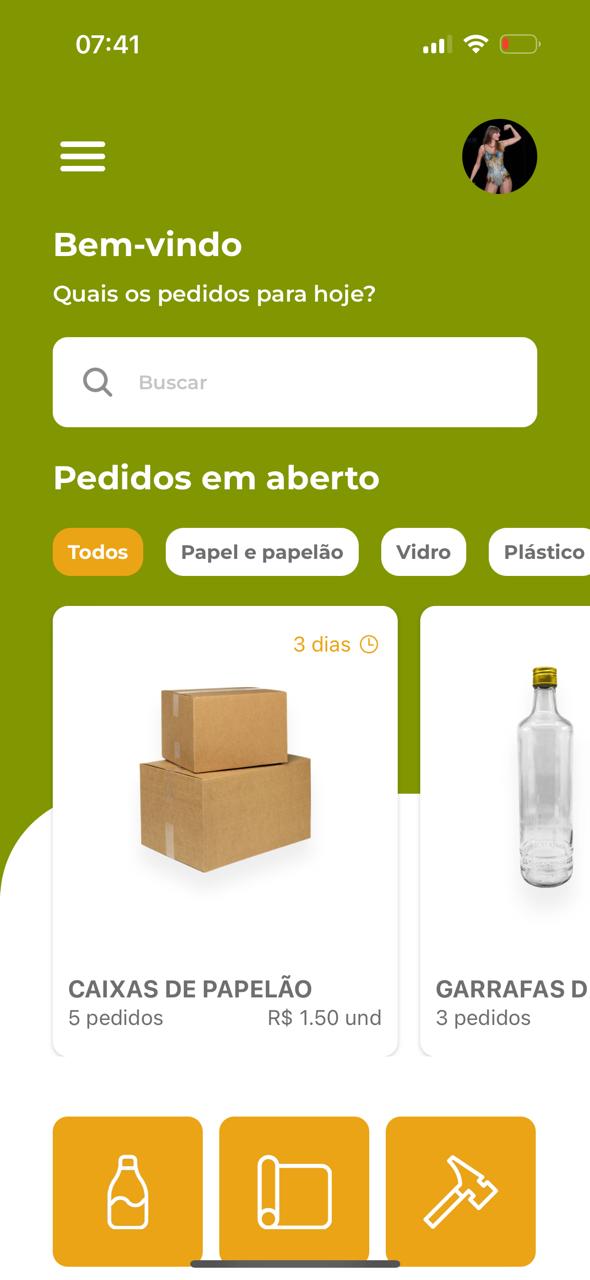 07:41
Bem-vindo
Quais os pedidos para hoje?
Buscar
Pedidos em aberto
Todos
Papel e papelão
Vidro
Plástico
3 dias
CAIXAS DE PAPELÃO
5 pedidos
R$ 1.50 und
GARRAFAS D
3 pedidos